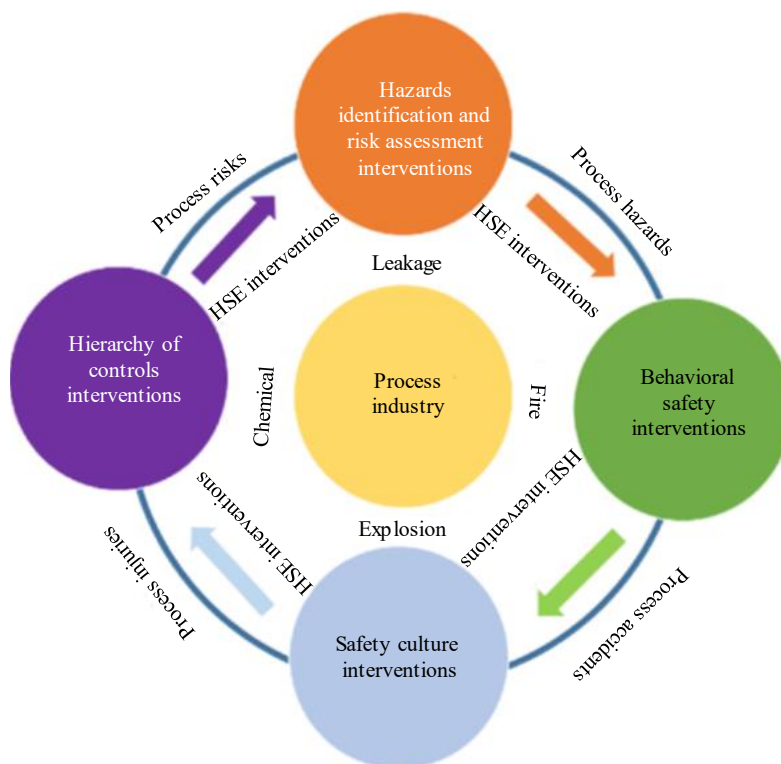 Hazards
identification and
risk assessment
interventions
Process risks
Process hazards
HSE interventions
HSE interventions
Leakage
Hierarchy of
controls
interventions
Chemical
Process
industry
Fire
Behavioral
safety
interventions
HSE interventions
HSE interventions
Explosion
Process injuries
Process accidents
Safety culture
interventions